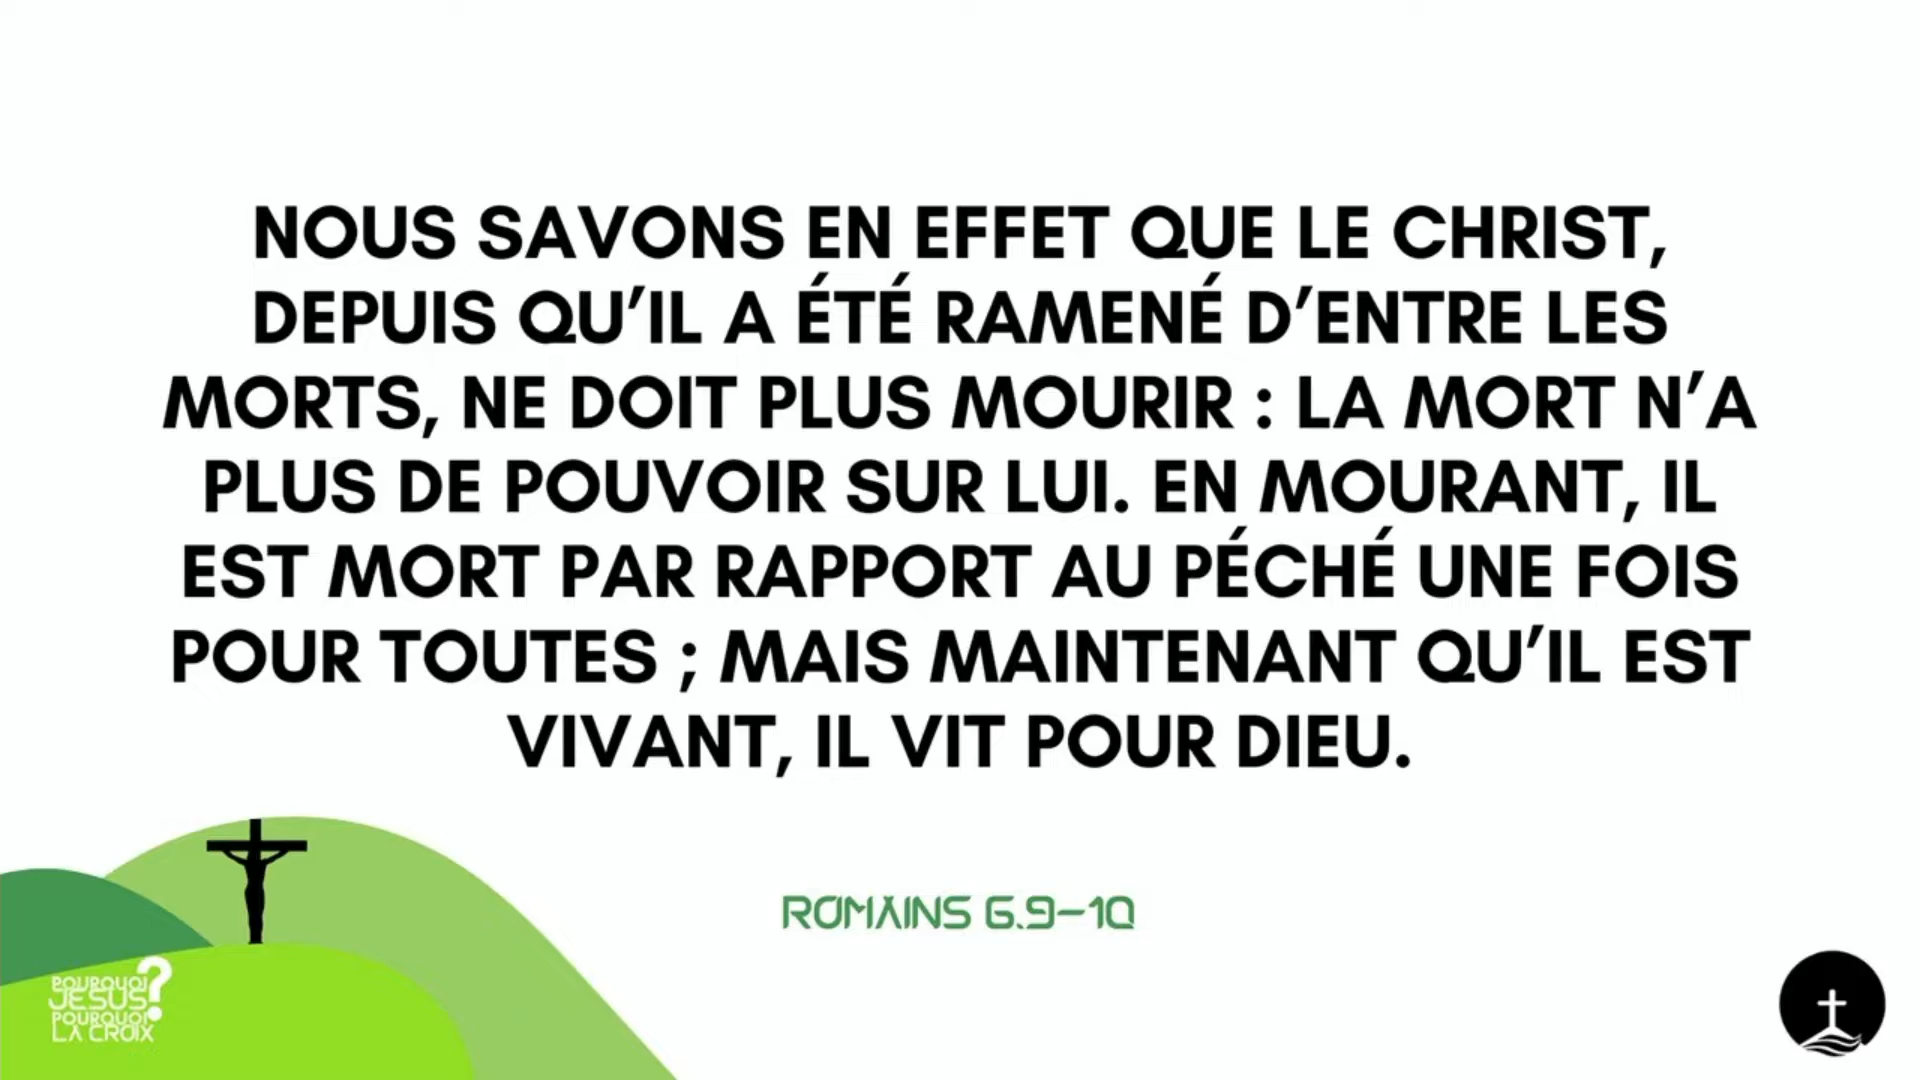 NOUS SAVONS EN EFFET QUE LE CHRIST,
DEPUIS QU’IL A ÉTÉ RAMENÉ D’ENTRE LES
MORTS, NE DOIT PLUS MOURIR : LA MORT N’A
PLUS DE POUVOIR SUR LUI. EN MOURANT, IL
EST MORT PAR RAPPORT AU PÉCHÉ UNE FOIS
POUR TOUTES ; MAIS MAINTENANT QU’IL EST
VIVANT, IL VIT POUR DIEU.
ROMAINS 6.9–10
POURQUOI
JESUS?
POURQUOI
LA CROIX